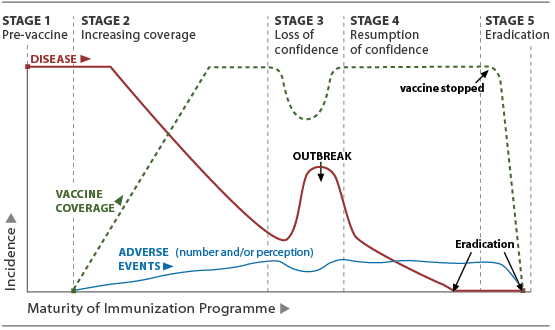 STAGE 1
Pre-vaccine
STAGE 2
Increasing coverage
STAGE 3
Loss of
confidence
STAGE 4
Resumption
of confidence
STAGE 5
Eradication
DISEASE ►
vaccine stopped
OUTBREAK
VACCINE
COVERAGE
ADVERSE (number and/or perception)
EVENTS ►
Eradication
Incidence ►
Maturity of Immunization Programme ►